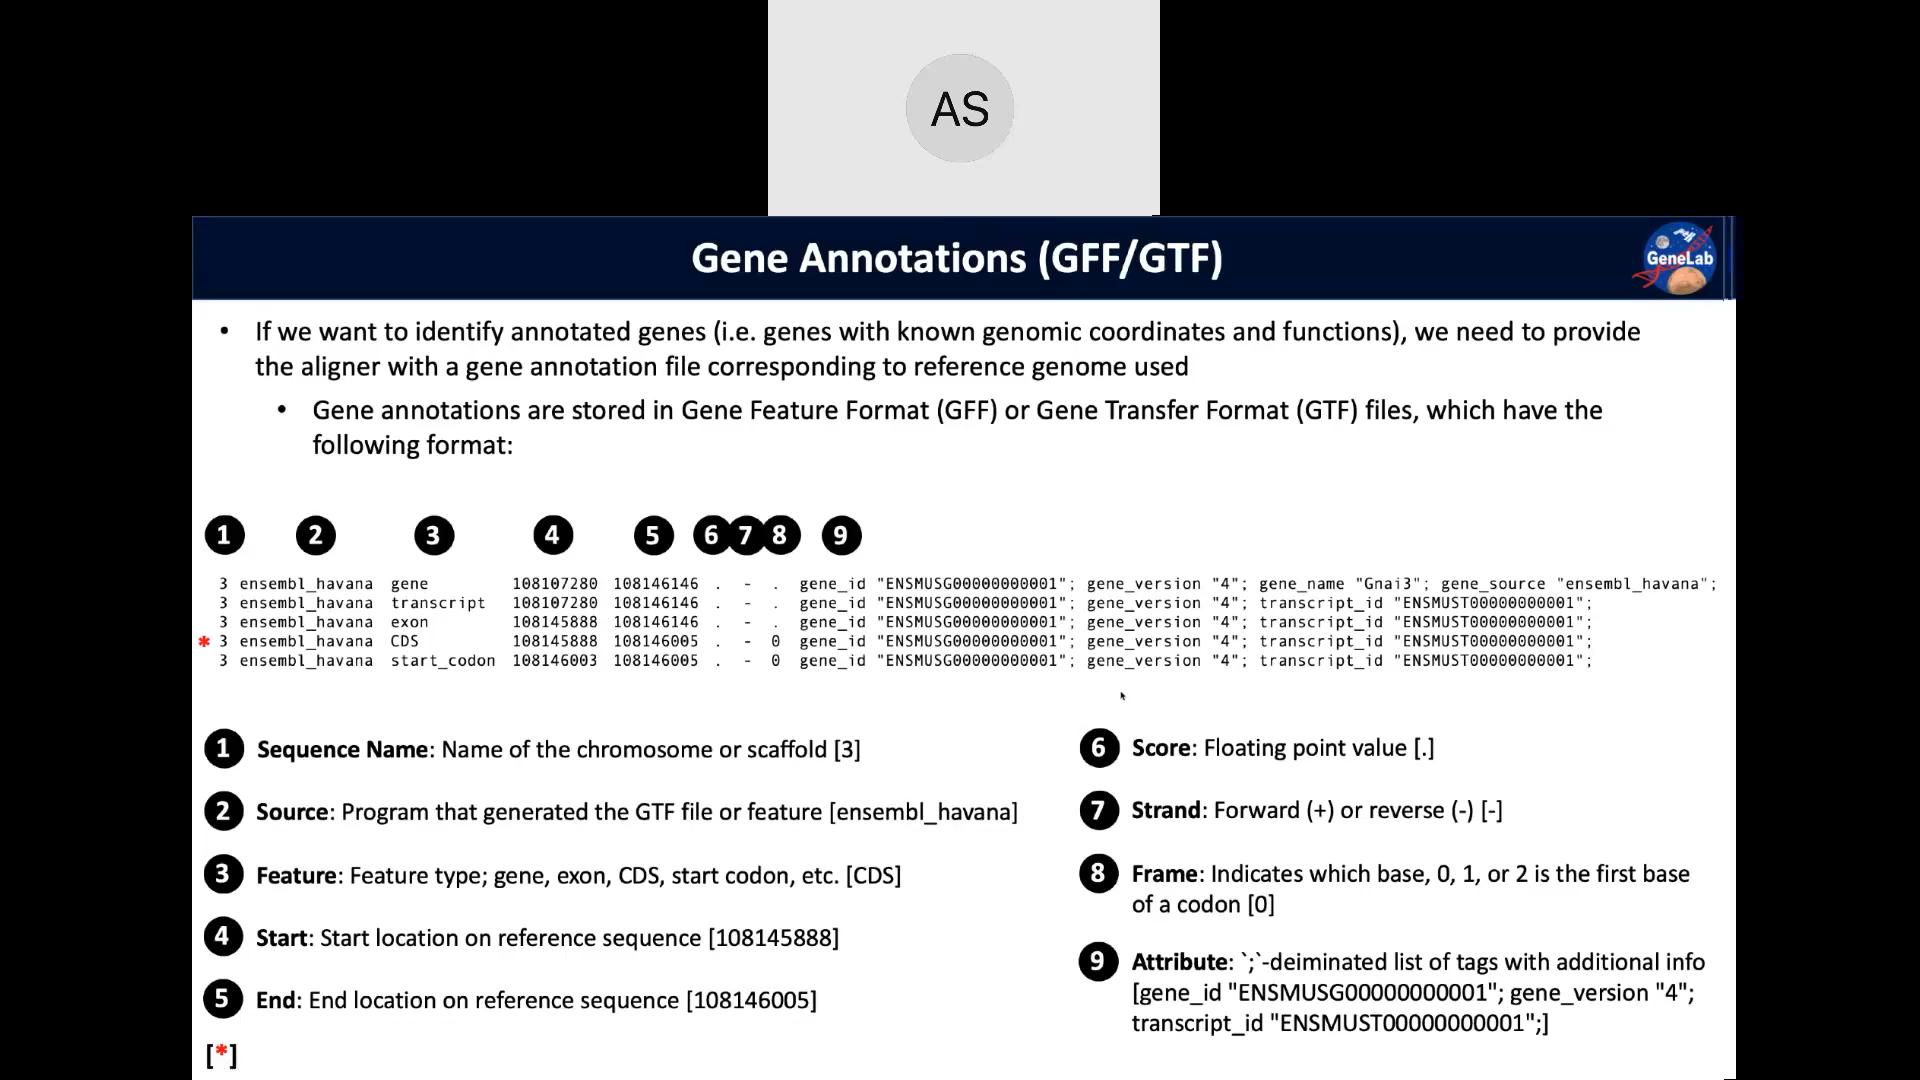 AS
Gene Annotations (GFF/GTF)
GeneLab
• If we want to identify annotated genes (i.e. genes with known genomic coordinates and functions), we need to provide
the aligner with a gene annotation file corresponding to reference genome used
• Gene annotations are stored in Gene Feature Format (GFF) or Gene Transfer Format (GTF) files, which have the
following format:
1 2 3 4 5 6 7 8 9
3 ensembl_havana gene 108107280 108146146 . - . gene_id "ENSMUSG00000000001"; gene_version "4"; gene_name "Gnai3"; gene_source "ensembl_havana";
3 ensembl_havana transcript 108107280 108146146 . - . gene_id "ENSMUSG00000000001"; gene_version "4"; transcript_id "ENSMUST00000000001";
3 ensembl_havana exon 108145888 108146146 . - . gene_id "ENSMUSG00000000001"; gene_version "4"; transcript_id "ENSMUST00000000001";
* 3 ensembl_havana CDS 108145888 108146005 . - 0 gene_id "ENSMUSG00000000001"; gene_version "4"; transcript_id "ENSMUST00000000001";
3 ensembl_havana start_codon 108146003 108146005 . - 0 gene_id "ENSMUSG00000000001"; gene_version "4"; transcript_id "ENSMUST00000000001";
1 Sequence Name: Name of the chromosome or scaffold [3]
2 Source: Program that generated the GTF file or feature [ensembl_havana]
3 Feature: Feature type; gene, exon, CDS, start codon, etc. [CDS]
4 Start: Start location on reference sequence [108145888]
5 End: End location on reference sequence [108146005]
[*]
6 Score: Floating point value [.]
7 Strand: Forward (+) or reverse (-) [-]
8 Frame: Indicates which base, 0, 1, or 2 is the first base
of a codon [0]
9 Attribute: `;`-deiminated list of tags with additional info
[gene_id "ENSMUSG00000000001"; gene_version "4";
transcript_id "ENSMUST00000000001";]